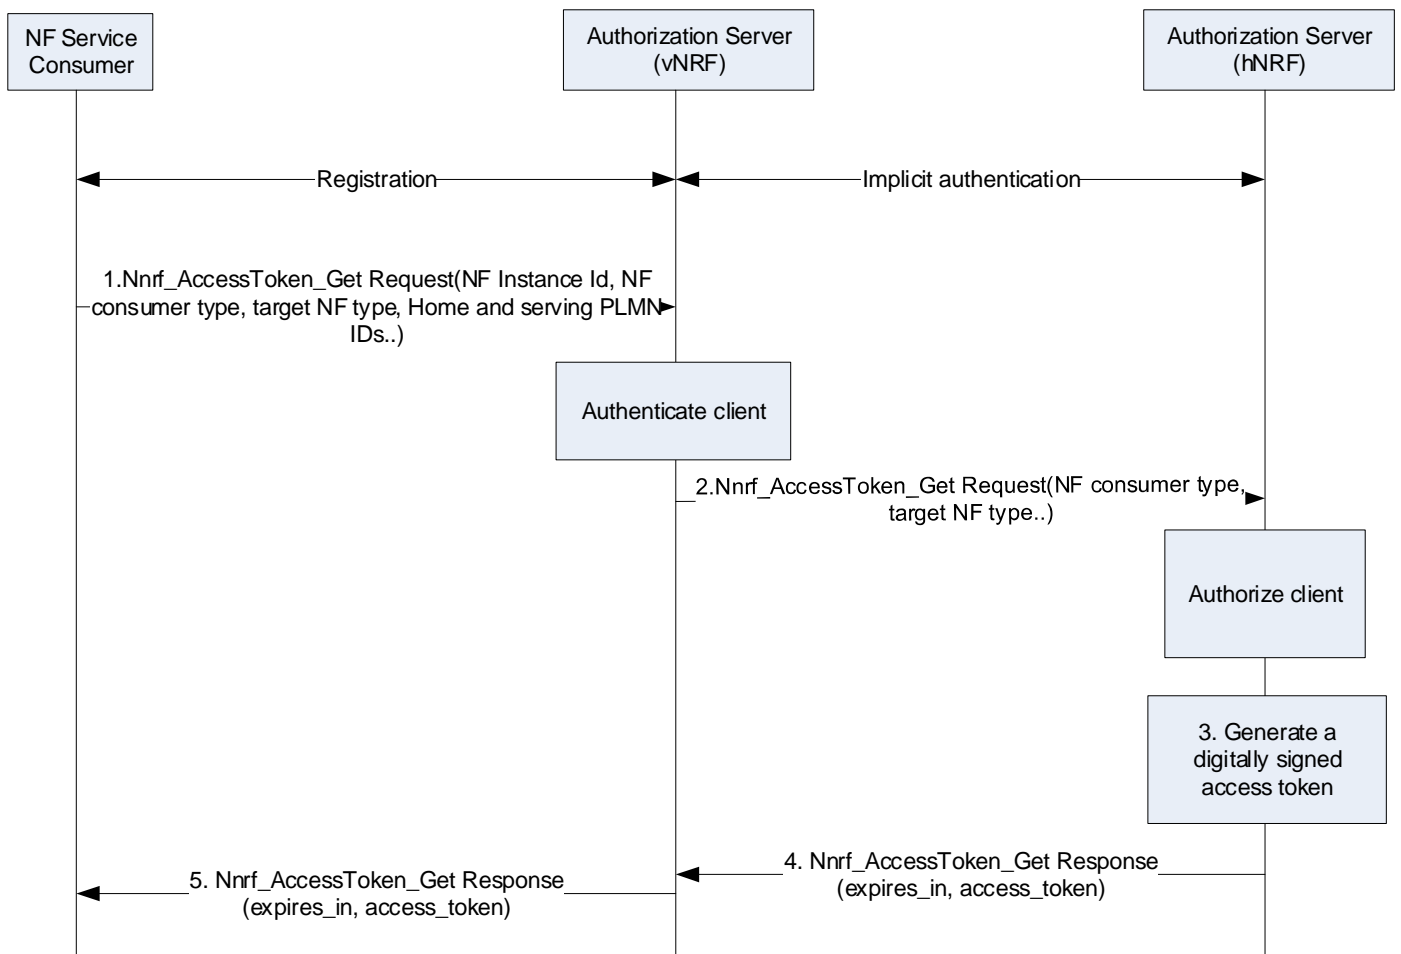 NF Service
Consumer
Authorization Server
(vNRF)
Authorization Server
(hNRF)
Registration
Implicit authentication
1.Nnrf_AccessToken_Get Request(NF Instance Id, NF
consumer type, target NF type, Home and serving PLMN
IDs..)
Authenticate client
2.Nnrf_AccessToken_Get Request(NF consumer type,
target NF type..)
Authorize client
3. Generate a
digitally signed
access token
4. Nnrf_AccessToken_Get Response
(expires_in, access_token)
5. Nnrf_AccessToken_Get Response
(expires_in, access_token)